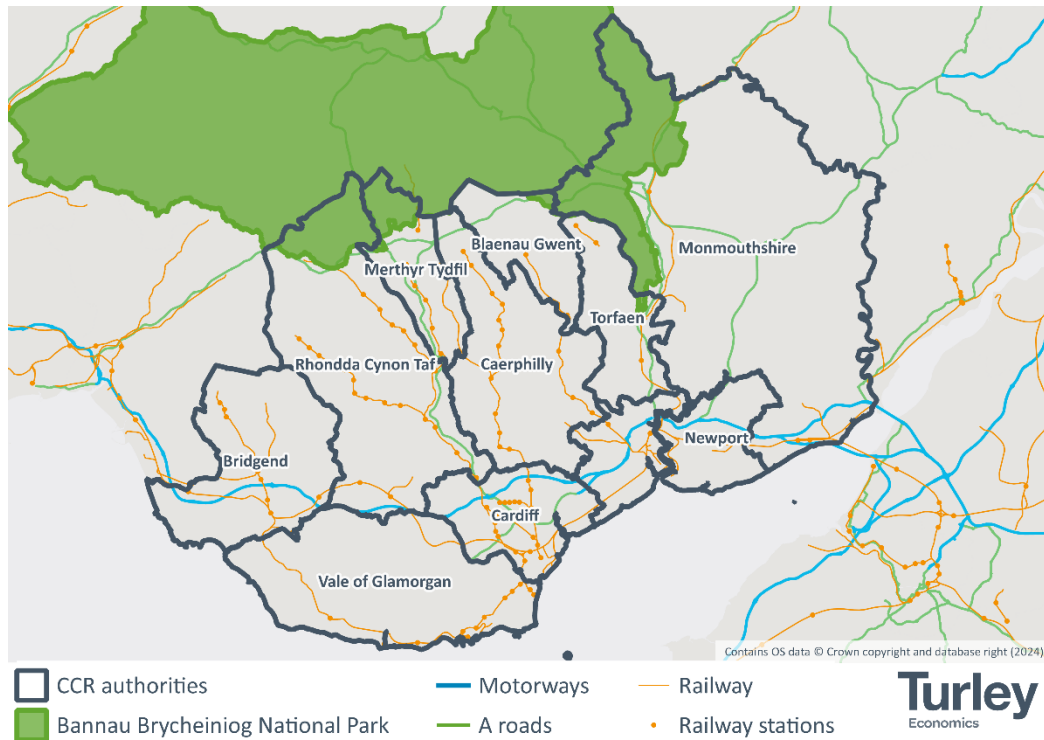 Blaenau Gwent
Monmouthshire
Merthyr Tydfil
Torfaen
Rhondda Cynon Taf
Caerphilly
Newport
Bridgend
Cardiff
Vale of Glamorgan
Contains OS data © Crown copyright and database right (2024)
CCR authorities
Motorways
Railway
Bannau Brycheiniog National Park
A roads
Railway stations
Turley
Economics